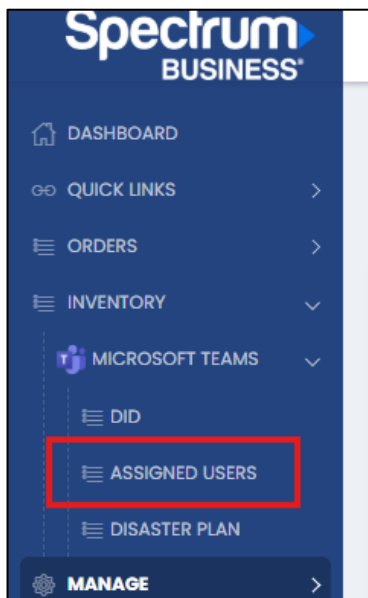 Spectrum
BUSINESS®
DASHBOARD
QUICK LINKS
ORDERS
INVENTORY
MICROSOFT TEAMS
DID
ASSIGNED USERS
DISASTER PLAN
MANAGE